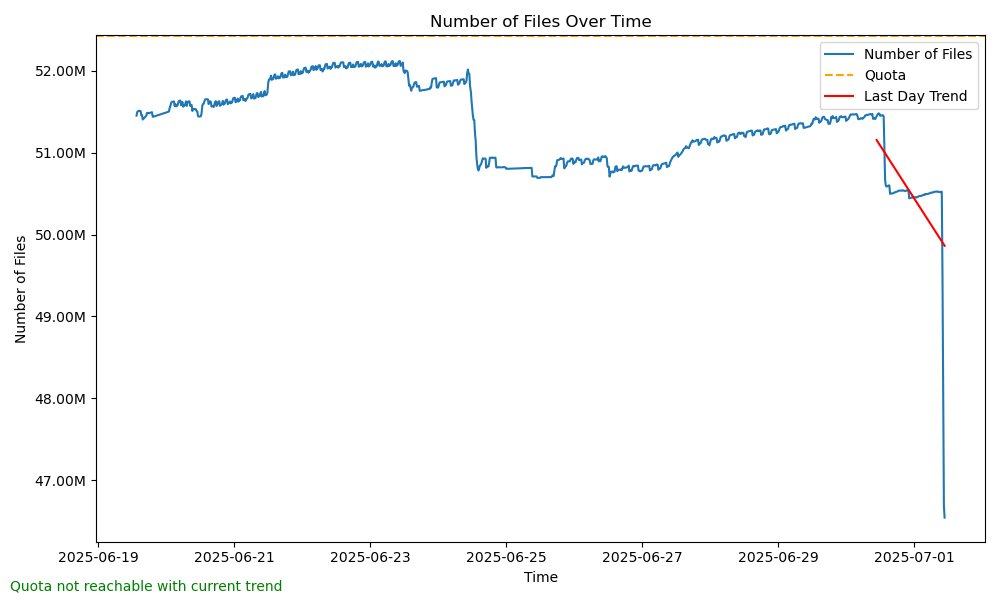 Number of Files Over Time
Number of Files
Quota
Last Day Trend
52.00M
51.00M
50.00M
49.00M
48.00M
47.00M
Number of Files
2025-06-19
2025-06-21
2025-06-23
2025-06-25
2025-06-27
2025-06-29
2025-07-01
Time
Quota not reachable with current trend